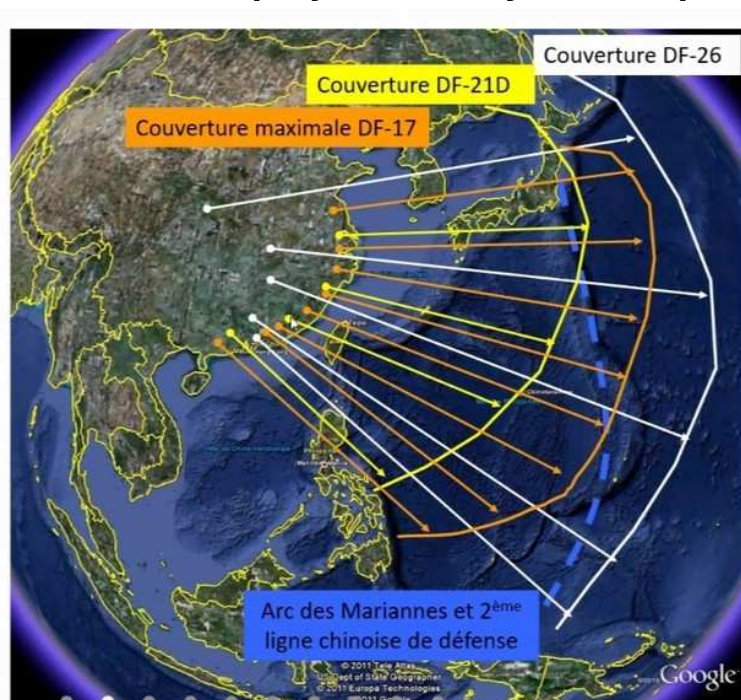 Couverture DF-26
Couverture DF-21D
Couverture maximale DF-17
Arc des Mariannes et 2ème
ligne chinoise de défense
© 2011 Tele Atlas
US Dept of State Geographer
© 2011 Europa Technologies
Google